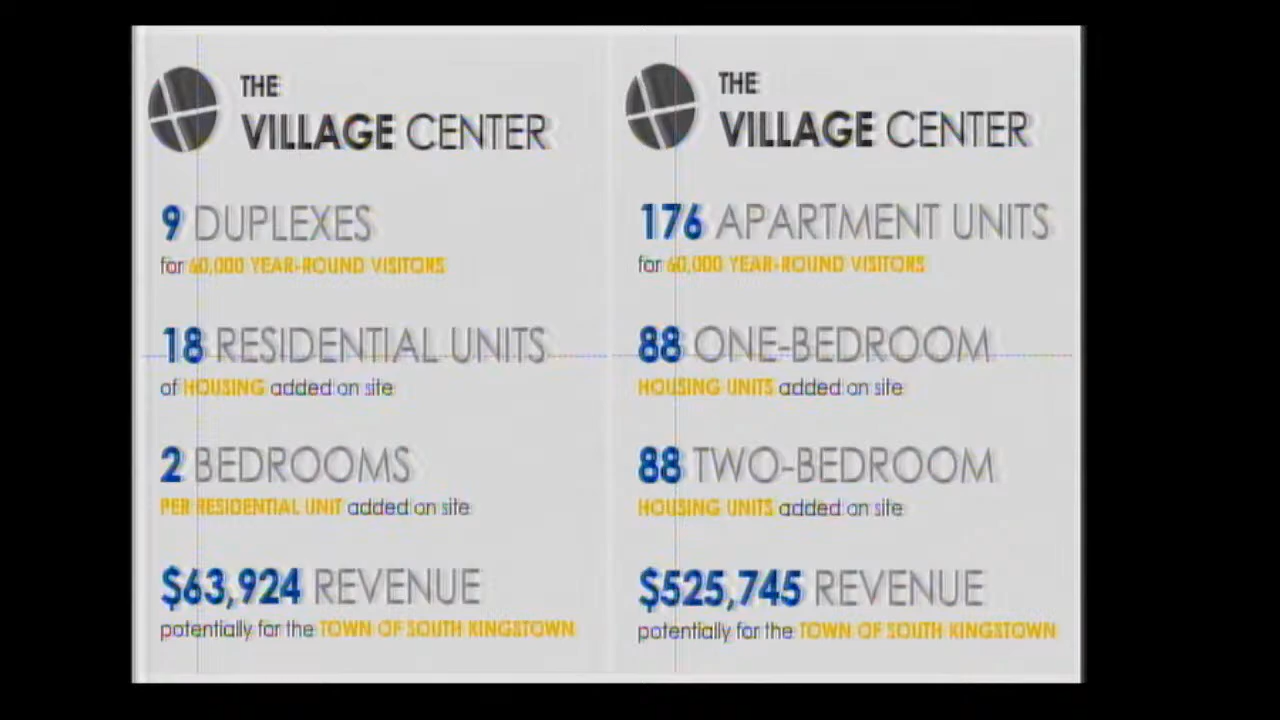 THE
VILLAGE CENTER
9 DUPLEXES
for 60,000 YEAR-ROUND VISITORS
18 RESIDENTIAL UNITS
of HOUSING added on site
2 BEDROOMS
PER RESIDENTIAL UNIT added on site
$63,924 REVENUE
potentially for the TOWN OF SOUTH KINGSTOWN
THE
VILLAGE CENTER
176 APARTMENT UNITS
for 60,000 YEAR-ROUND VISITORS
88 ONE-BEDROOM
HOUSING UNITS added on site
88 TWO-BEDROOM
HOUSING UNITS added on site
$525,745 REVENUE
potentially for the TOWN OF SOUTH KINGSTOWN